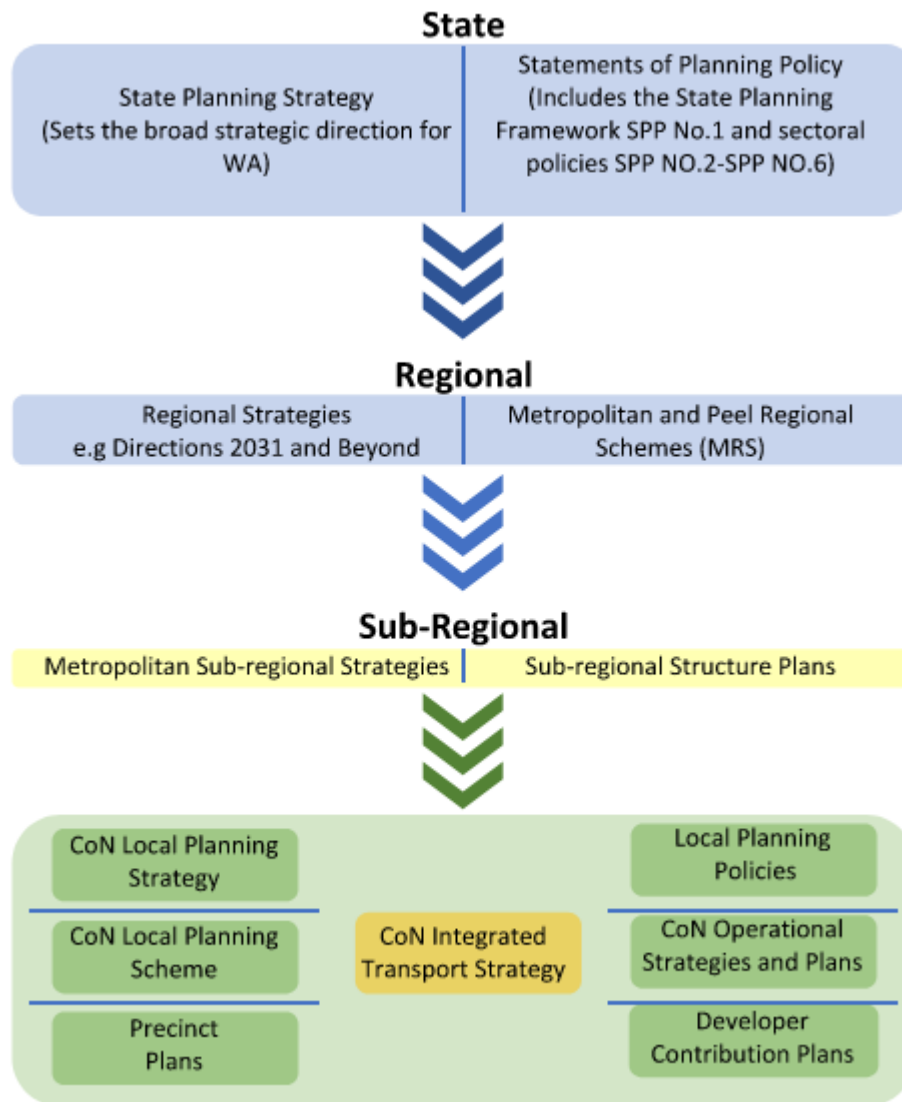 State
State Planning Strategy
(Sets the broad strategic direction for
WA)
Statements of Planning Policy
(Includes the State Planning
Framework SPP No.1 and sectoral
policies SPP NO.2-SPP NO.6)
Regional
Regional Strategies
e.g Directions 2031 and Beyond
Metropolitan and Peel Regional
Schemes (MRS)
Sub-Regional
Metropolitan Sub-regional Strategies
Sub-regional Structure Plans
CoN Local Planning
Strategy
CoN Local Planning
Scheme
Precinct
Plans
CoN Integrated
Transport Strategy
Local Planning
Policies
CoN Operational
Strategies and Plans
Developer
Contribution Plans